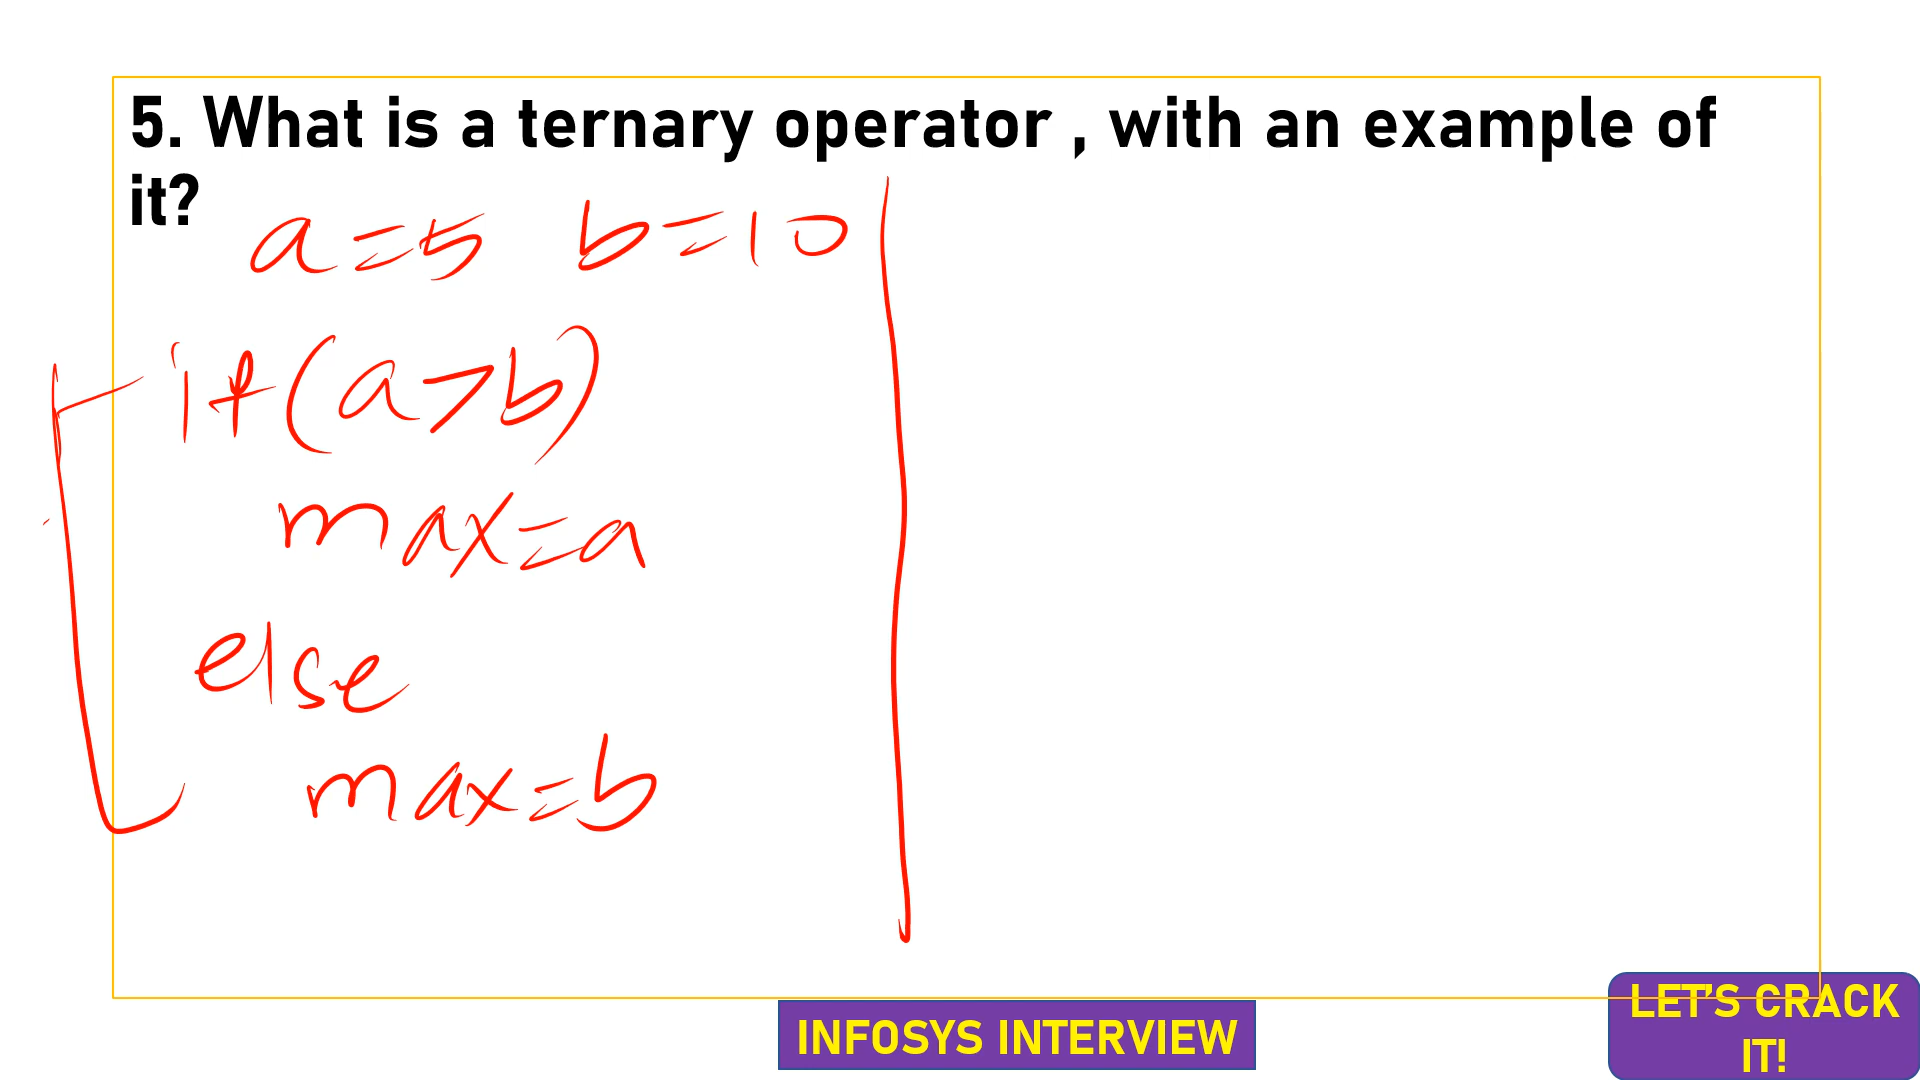 5. What is a ternary operator , with an example of
it?
a=5 b=10
if(a>b)
max=a
else
max=b
INFOSYS INTERVIEW
LET'S CRACK
IT!